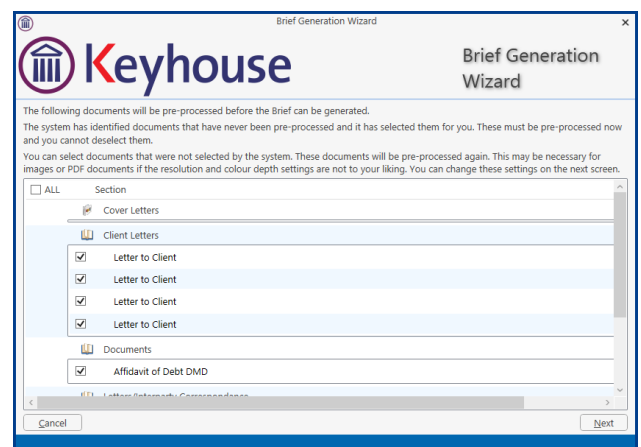 Brief Generation Wizard
Keyhouse
Brief Generation
Wizard
The following documents will be pre-processed before the Brief can be generated.
The system has identified documents that have never been pre-processed and it has selected them for you. These must be pre-processed now
and you cannot deselect them.
You can select documents that were not selected by the system. These documents will be pre-processed again. This may be necessary for
images or PDF documents if the resolution and colour depth settings are not to your liking. You can change these settings on the next screen.
ALL Section
Cover Letters
Client Letters
Letter to Client
Letter to Client
Letter to Client
Letter to Client
Documents
Affidavit of Debt DMD
Letters/Interparty Correspondence
Cancel Next